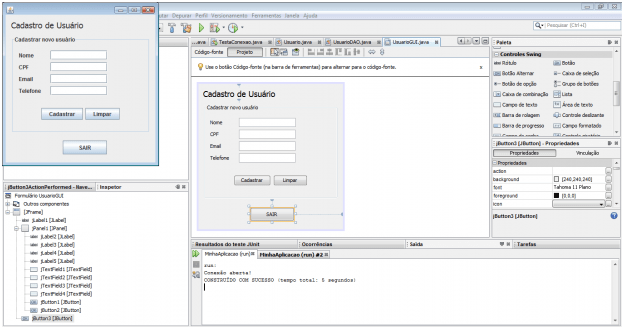 Cadastro de Usuário
Cadastrar novo usuário
Nome
CPF
Email
Telefone
Cadastrar Limpar
SAIR
Depurar Perfil Versionamento Ferramentas Janela Ajuda
Pesquisar (Ctrl+I)
...ava TestaConexao.java Usuario.java UsuarioDAO.java UsuarioGUI.java
Código-fonte Projeto
Use o botão Código-fonte (na barra de ferramentas) para alternar para o código-fonte.
Cadastro de Usuário
Cadastrar novo usuário
Nome
CPF
Email
Telefone
Cadastrar Limpar
SAIR
Paleta
Controles Swing
Rótulo Botão
Botão Alternar Caixa de seleção
Botão de opção Grupo de botões
Caixa de combinação Lista
Campo de texto Área de texto
Barra de rolagem Controle deslizante
Barra de progresso Campo formatado
jButton3 [JButton] - Propriedades
Propriedades Vinculação
Propriedades
action
background [240,240,240]
font Tahoma 11 Plano
foreground [0,0,0]
icon
jButton3 [JButton]
jButton3ActionPerformed - Nave... Inspetor
Formulário UsuarioGUI
Outros componentes
[JFrame]
jLabel1 [JLabel]
jPanel1 [JPanel]
jLabel2 [JLabel]
jLabel3 [JLabel]
jLabel4 [JLabel]
jLabel5 [JLabel]
jTextField1 [JTextField]
jTextField2 [JTextField]
jTextField3 [JTextField]
jTextField4 [JTextField]
jButton1 [JButton]
jButton2 [JButton]
jButton3 [JButton]
Resultados do teste JUnit Ocorrências Saída Tarefas
MinhaAplicacao (run) MinhaAplicacao (run) #2
run:
Conexão aberta!
CONSTRUÍDO COM SUCESSO (tempo total: 5 segundos)